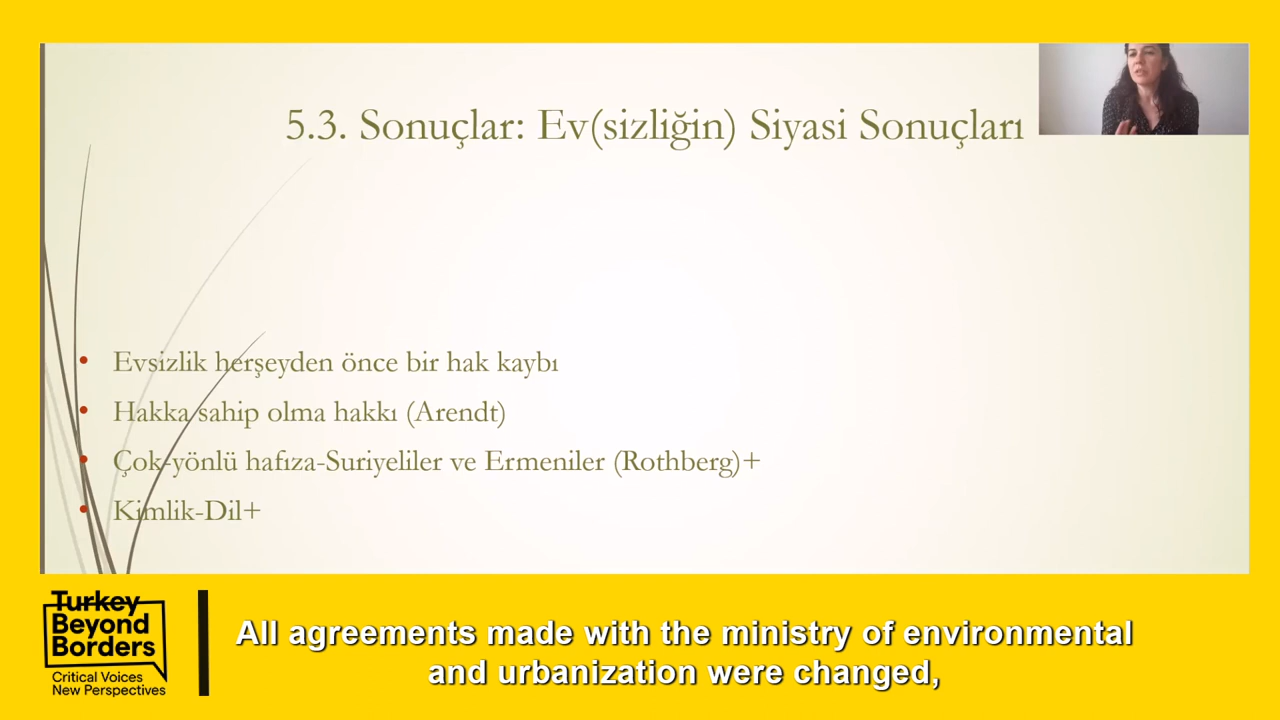 5.3. Sonuçlar: Ev(sizliğin) Siyasi Sonuçları
• Evsizlik herşeyden önce bir hak kaybı
• Hakka sahip olma hakkı (Arendt)
• Çok-yönlü hafıza-Suriyeliler ve Ermeniler (Rothberg)+
• Kimlik-Dil+
Turkey
Beyond
Borders
Critical Voices
New Perspectives
All agreements made with the ministry of environmental
and urbanization were changed,